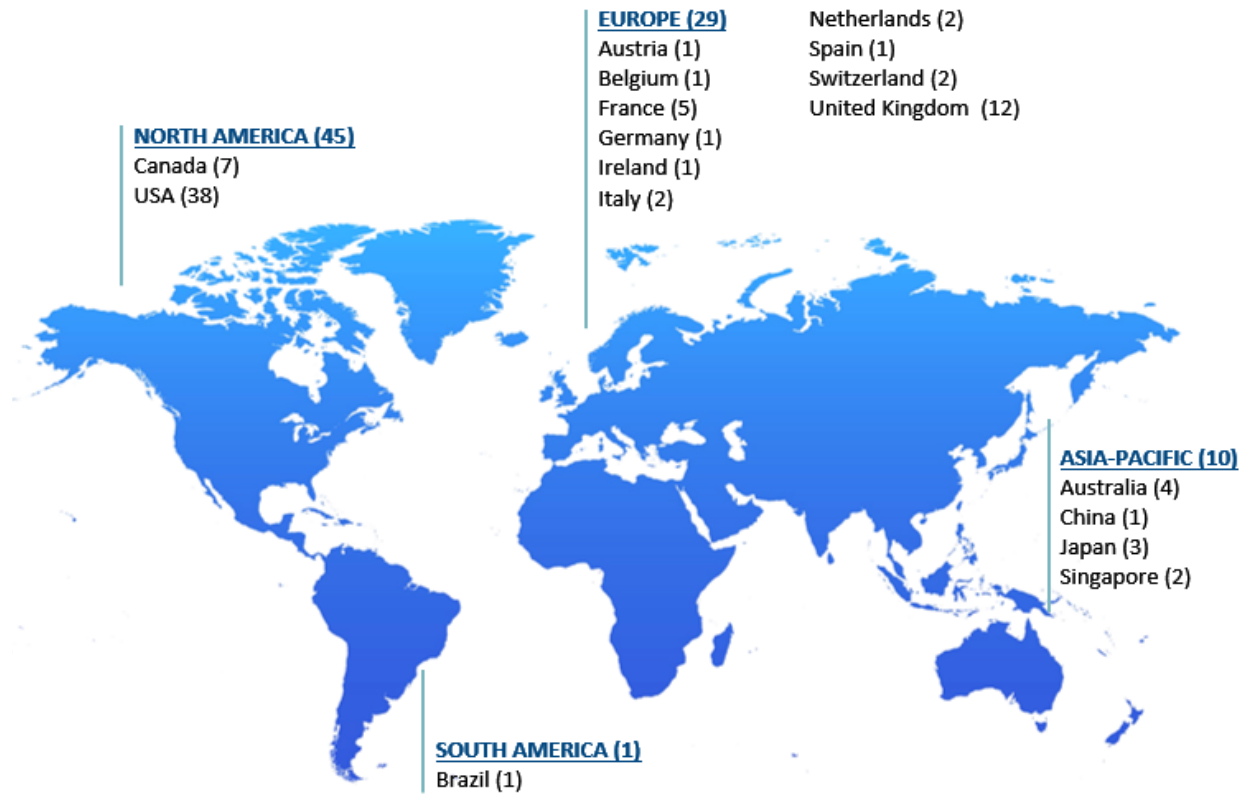 EUROPE (29)
Austria (1)
Belgium (1)
France (5)
Germany (1)
Ireland (1)
Italy (2)
Netherlands (2)
Spain (1)
Switzerland (2)
United Kingdom (12)
NORTH AMERICA (45)
Canada (7)
USA (38)
ASIA-PACIFIC (10)
Australia (4)
China (1)
Japan (3)
Singapore (2)
SOUTH AMERICA (1)
Brazil (1)